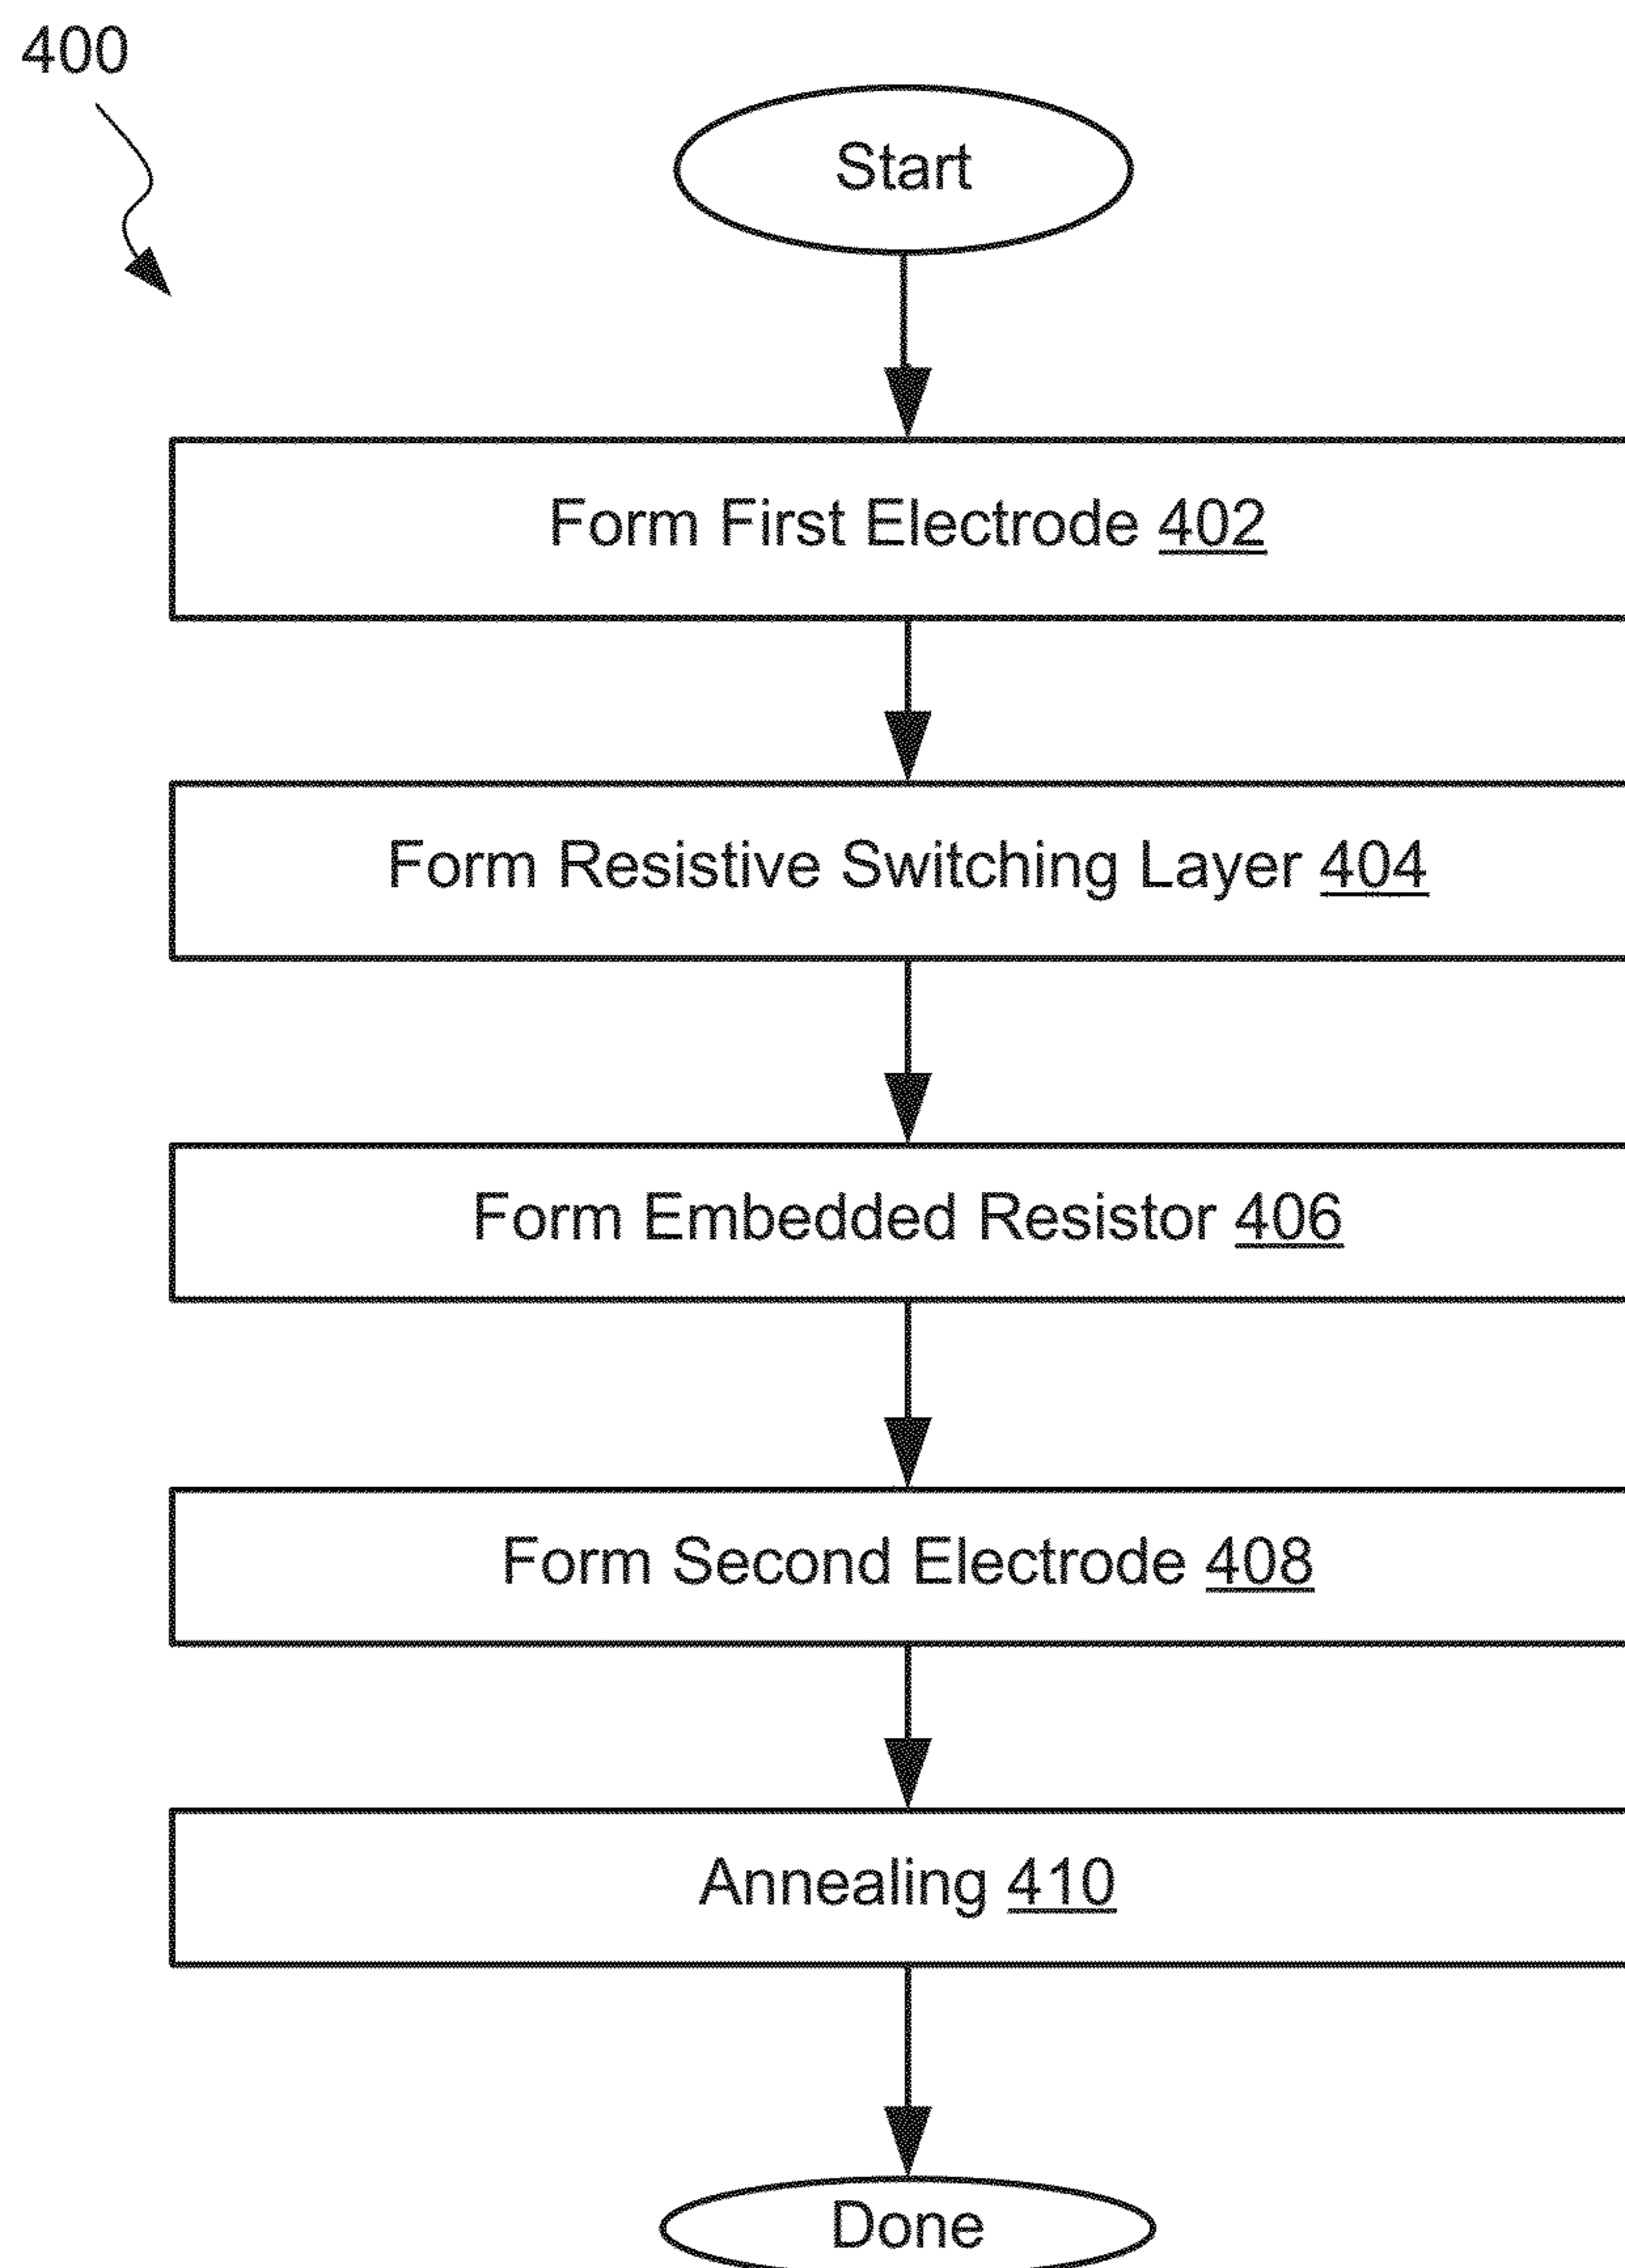 400
Start
Form First Electrode 402
Form Resistive Switching Layer 404
Form Embedded Resistor 406
Form Second Electrode 408
Annealing 410
Done